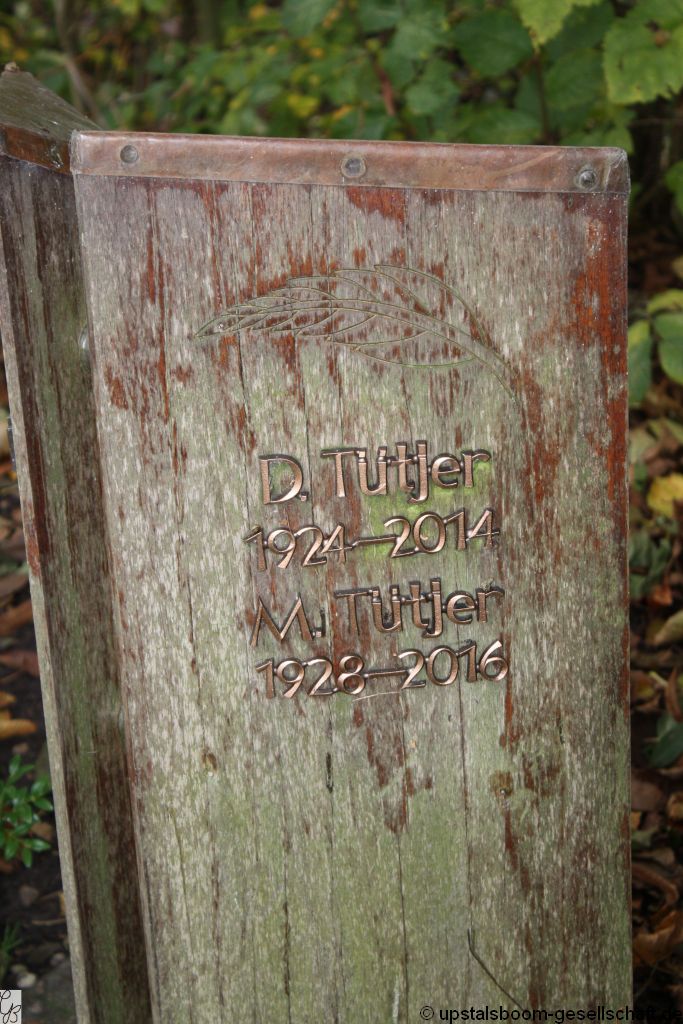 D. Tütjer
1924–2014
M. Tütjer
1928–2016
© upstalsboom-gesellschaft.de